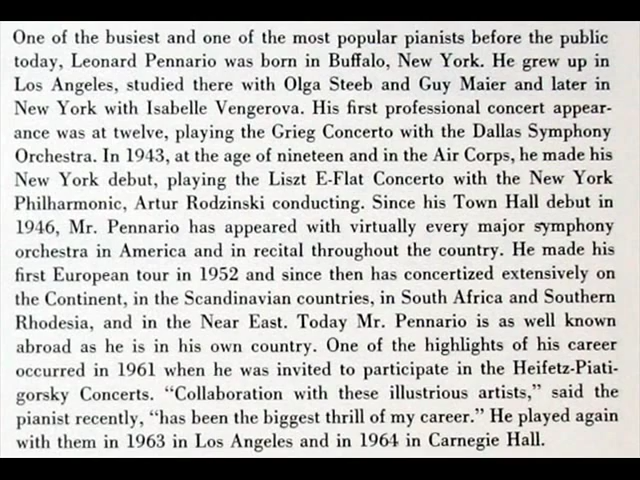 One of the busiest and one of the most popular pianists before the public
today, Leonard Pennario was born in Buffalo, New York. He grew up in
Los Angeles, studied there with Olga Steeb and Guy Maier and later in
New York with Isabelle Vengerova. His first professional concert appear-
ance was at twelve, playing the Grieg Concerto with the Dallas Symphony
Orchestra. In 1943, at the age of nineteen and in the Air Corps, he made his
New York debut, playing the Liszt E-Flat Concerto with the New York
Philharmonic, Artur Rodzinski conducting. Since his Town Hall debut in
1946, Mr. Pennario has appeared with virtually every major symphony
orchestra in America and in recital throughout the country. He made his
first European tour in 1952 and since then has concertized extensively on
the Continent, in the Scandinavian countries, in South Africa and Southern
Rhodesia, and in the Near East. Today Mr. Pennario is as well known
abroad as he is in his own country. One of the highlights of his career
occurred in 1961 when he was invited to participate in the Heifetz-Piati-
gorsky Concerts. “Collaboration with these illustrious artists,” said the
pianist recently, “has been the biggest thrill of my career.” He played again
with them in 1963 in Los Angeles and in 1964 in Carnegie Hall.